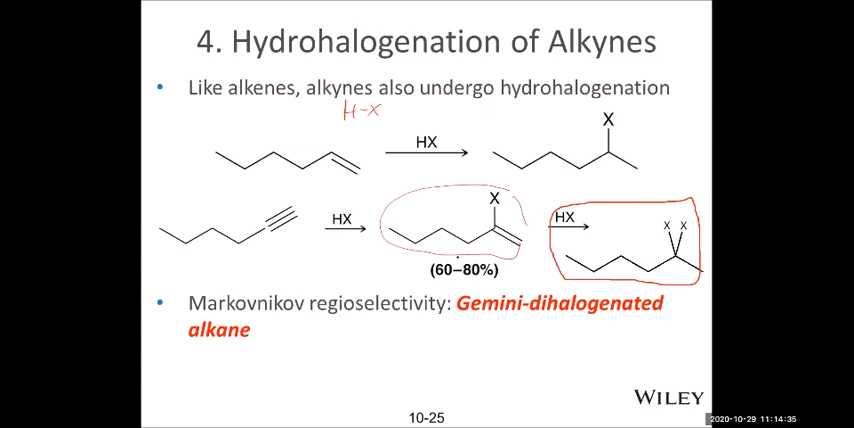 4. Hydrohalogenation of Alkynes
• Like alkenes, alkynes also undergo hydrohalogenation
H-X
HX
X
HX
X
(60–80%)
HX
X X
• Markovnikov regioselectivity: Gemini-dihalogenated
alkane
WILEY
10-25
2020-10-29 11:14:35